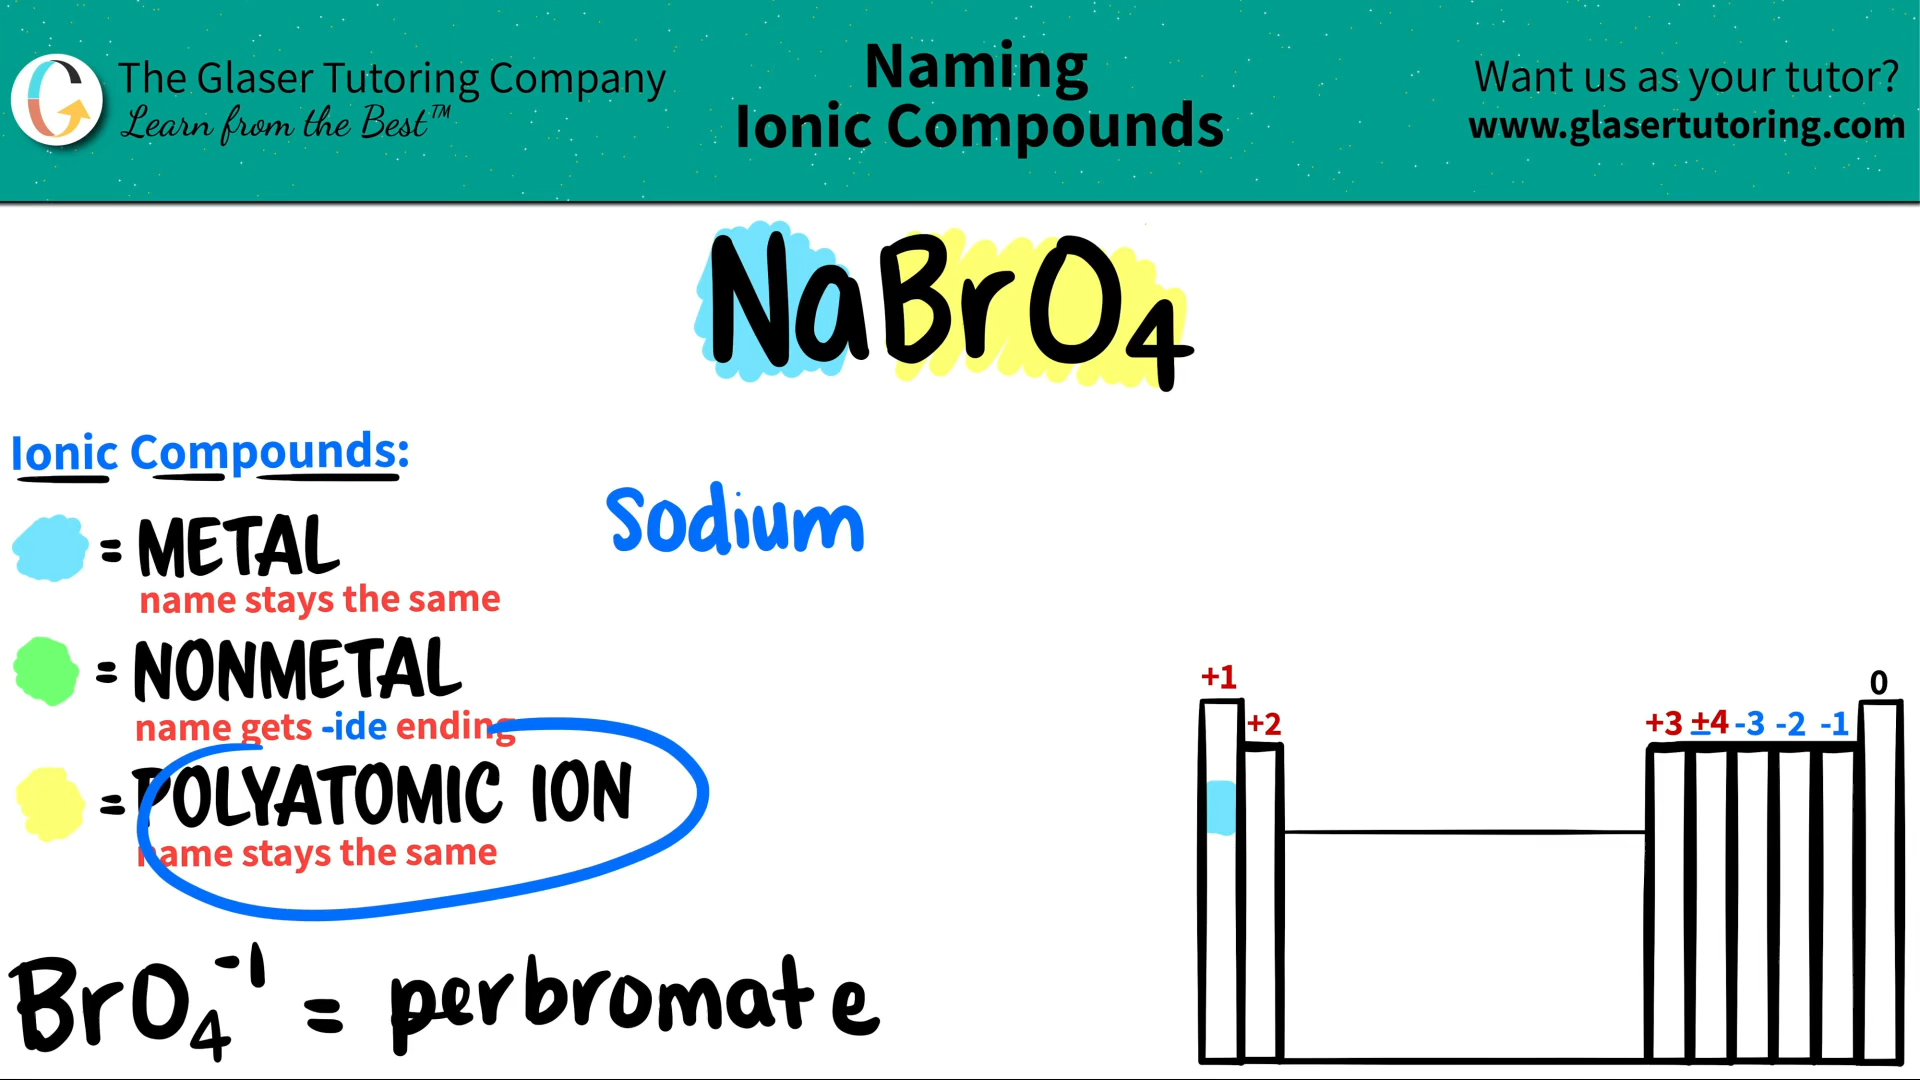 The Glaser Tutoring Company
Learn from the Best™
Naming
Ionic Compounds
Want us as your tutor?
www.glasertutoring.com
NaBrO₄
Ionic Compounds:
= METAL
name stays the same
Sodium
= NONMETAL
name gets -ide ending
= POLYATOMIC ION
name stays the same
BrO₄⁻¹ = perbromate
+1 0
+2 +3 ±4 -3 -2 -1